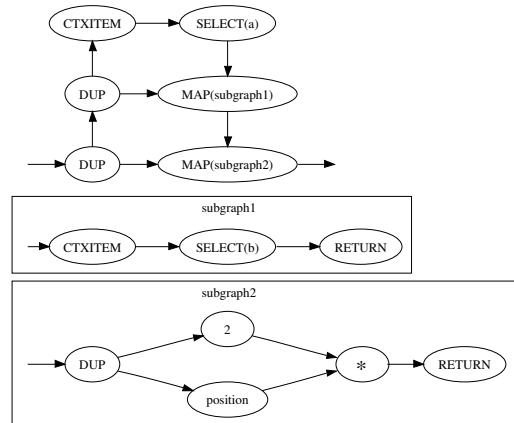 CTXITEM SELECT(a)
DUP MAP(subgraph1)
DUP MAP(subgraph2)
subgraph1
CTXITEM SELECT(b) RETURN
subgraph2
2
DUP * RETURN
position